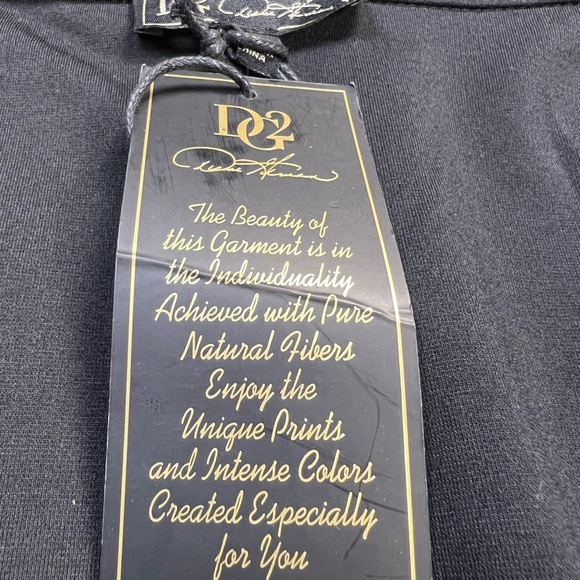 CHINA
DG2
The Beauty of
this Garment is in
the Individuality
Achieved with Pure
Natural Fibers
Enjoy the
Unique Prints
and Intense Colors
Created Especially
for You